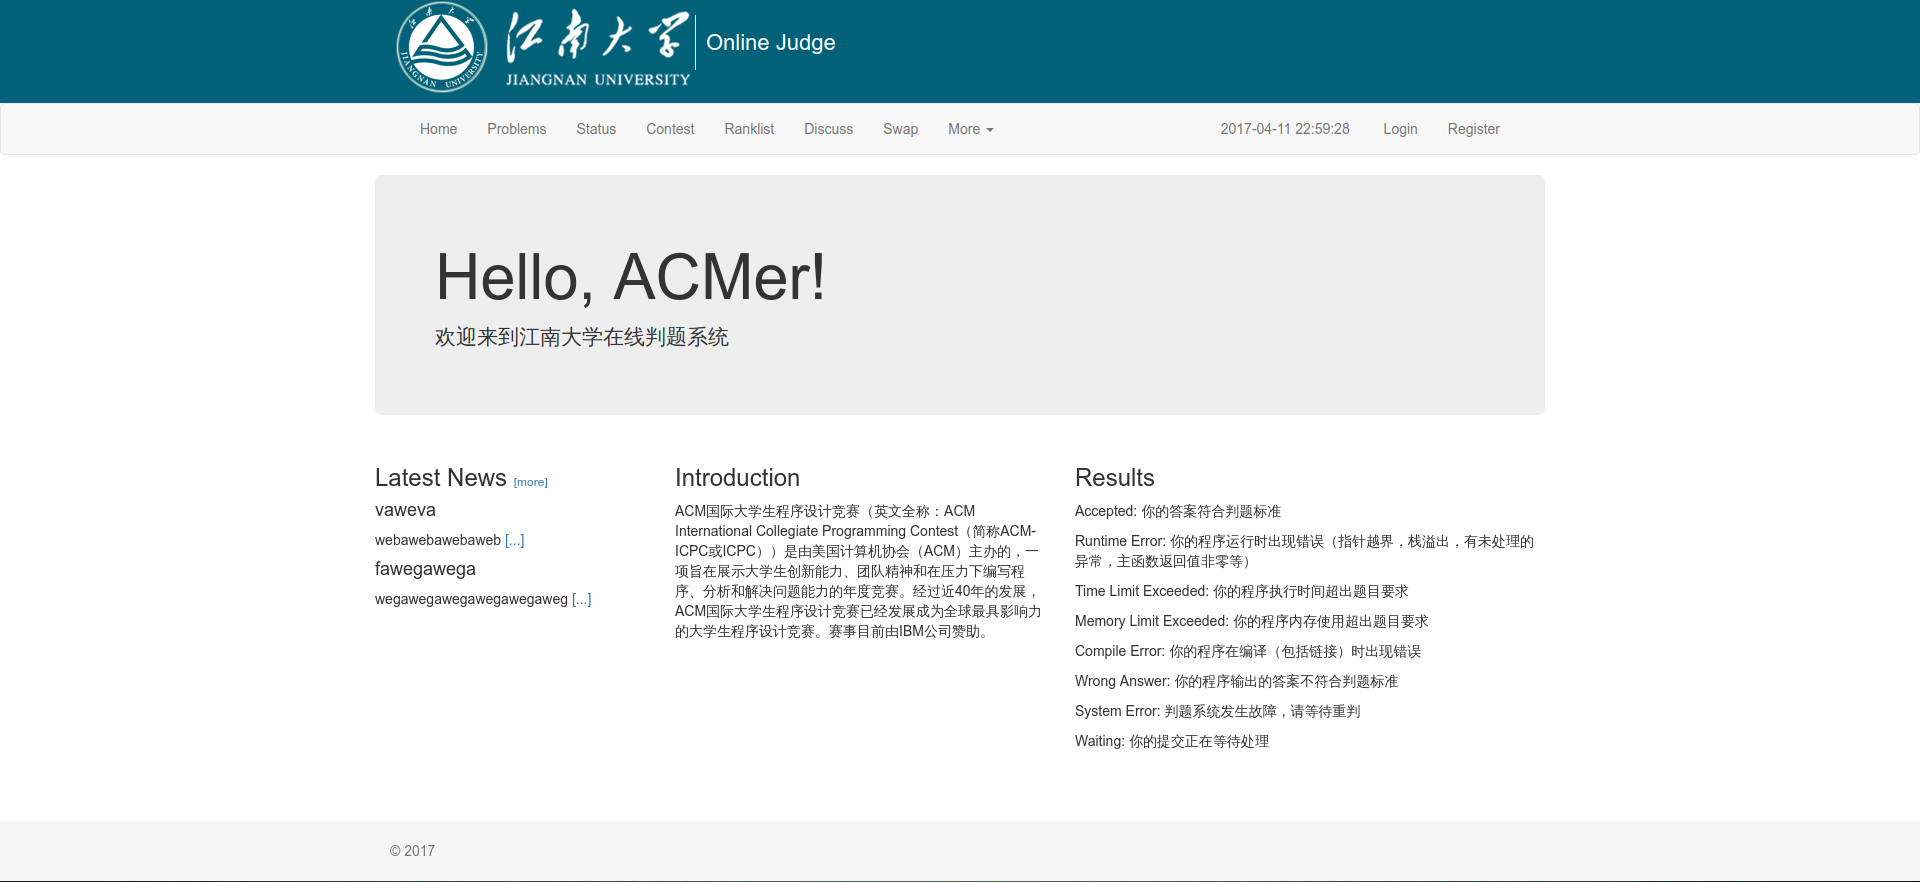 江南大学
JIANGNAN UNIVERSITY
江南大学
JIANGNAN UNIVERSITY
Online Judge
Home Problems Status Contest Ranklist Discuss Swap More 2017-04-11 22:59:28 Login Register
Hello, ACMer!
欢迎来到江南大学在线判题系统
Latest News [more]
vaweva
webawebawebaweb [...]
fawegawega
wegawegawegawegawegaweg [...]
Introduction
ACM国际大学生程序设计竞赛（英文全称：ACM
International Collegiate Programming Contest（简称ACM-
ICPC或ICPC））是由美国计算机协会（ACM）主办的，一
项旨在展示大学生创新能力、团队精神和在压力下编写程
序、分析和解决问题能力的年度竞赛。经过近40年的发展，
ACM国际大学生程序设计竞赛已经发展成为全球最具影响力
的大学生程序设计竞赛。赛事目前由IBM公司赞助。
Results
Accepted: 你的答案符合判题标准
Runtime Error: 你的程序运行时出现错误（指针越界，栈溢出，有未处理的
异常，主函数返回值非零等）
Time Limit Exceeded: 你的程序执行时间超出题目要求
Memory Limit Exceeded: 你的程序内存使用超出题目要求
Compile Error: 你的程序在编译（包括链接）时出现错误
Wrong Answer: 你的程序输出的答案不符合判题标准
System Error: 判题系统发生故障，请等待重判
Waiting: 你的提交正在等待处理
© 2017